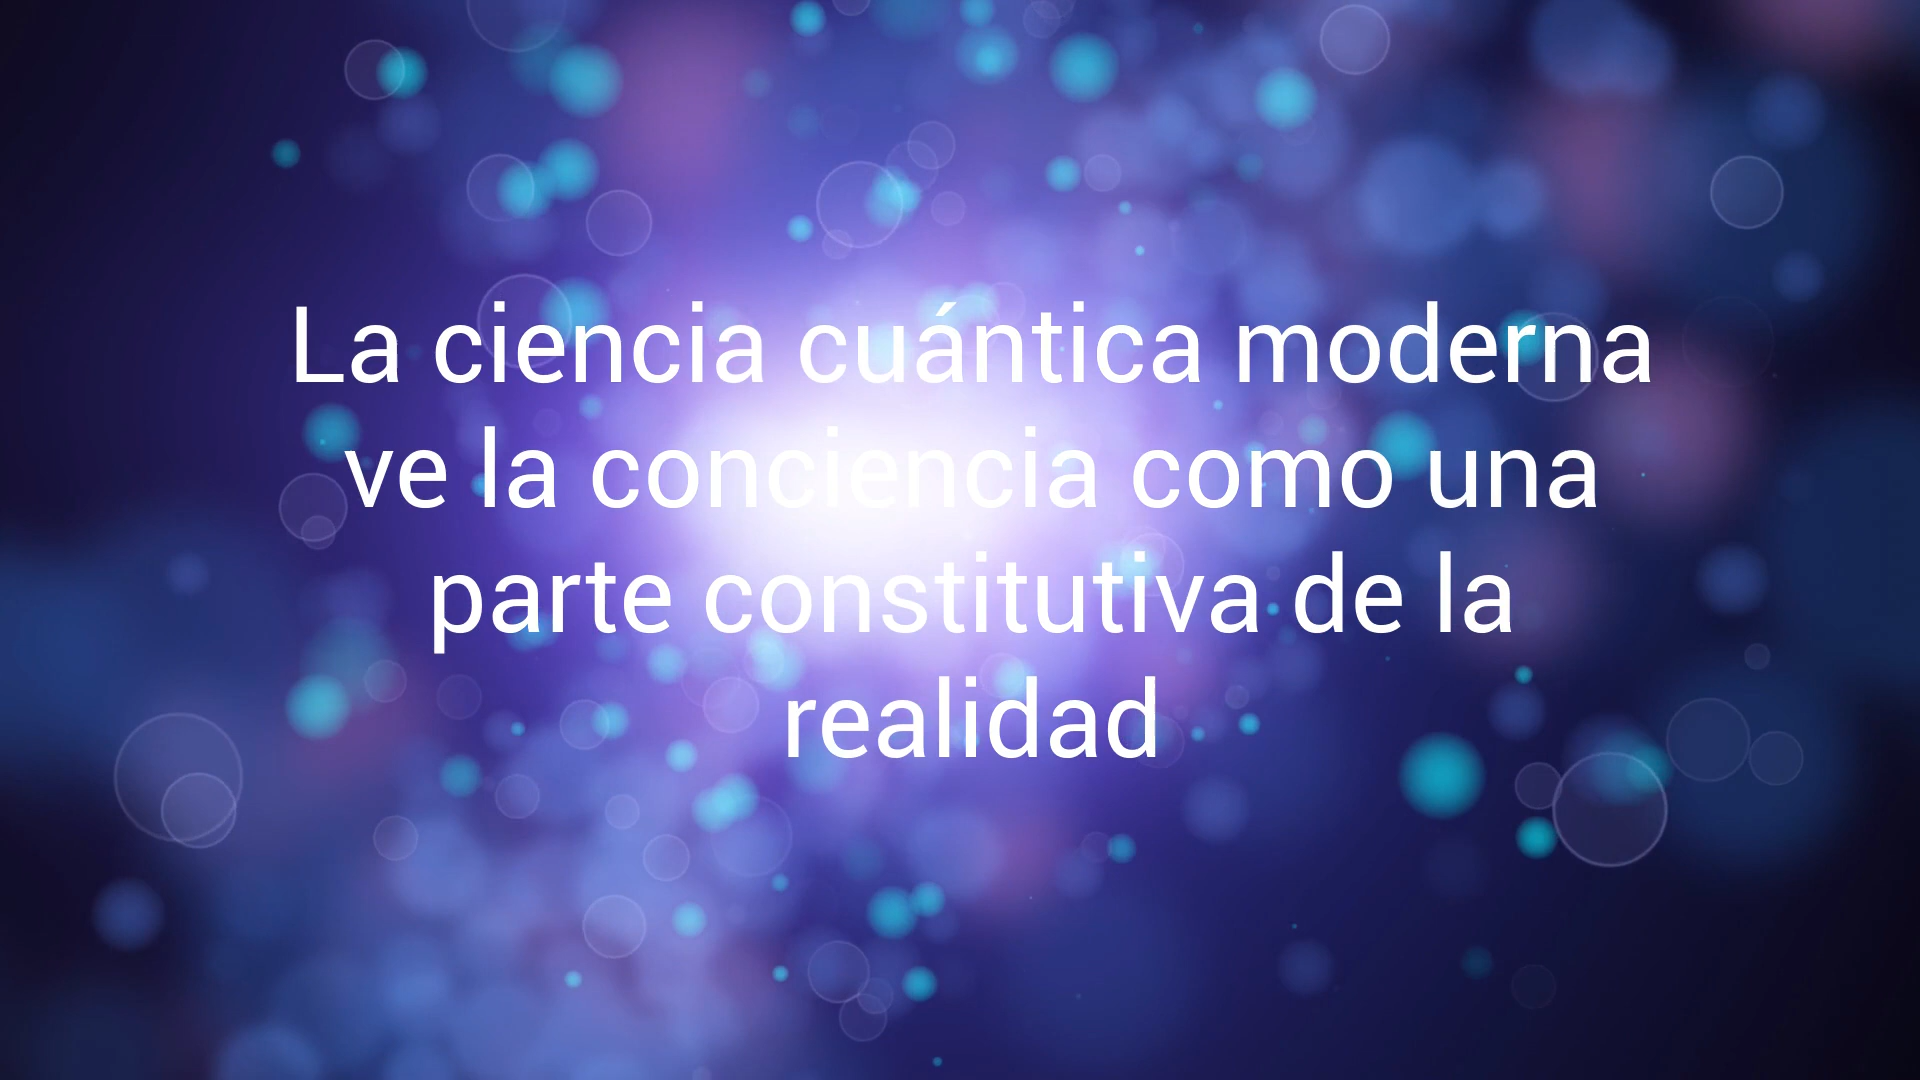 La ciencia cuántica moderna
ve la conciencia como una
parte constitutiva de la
realidad